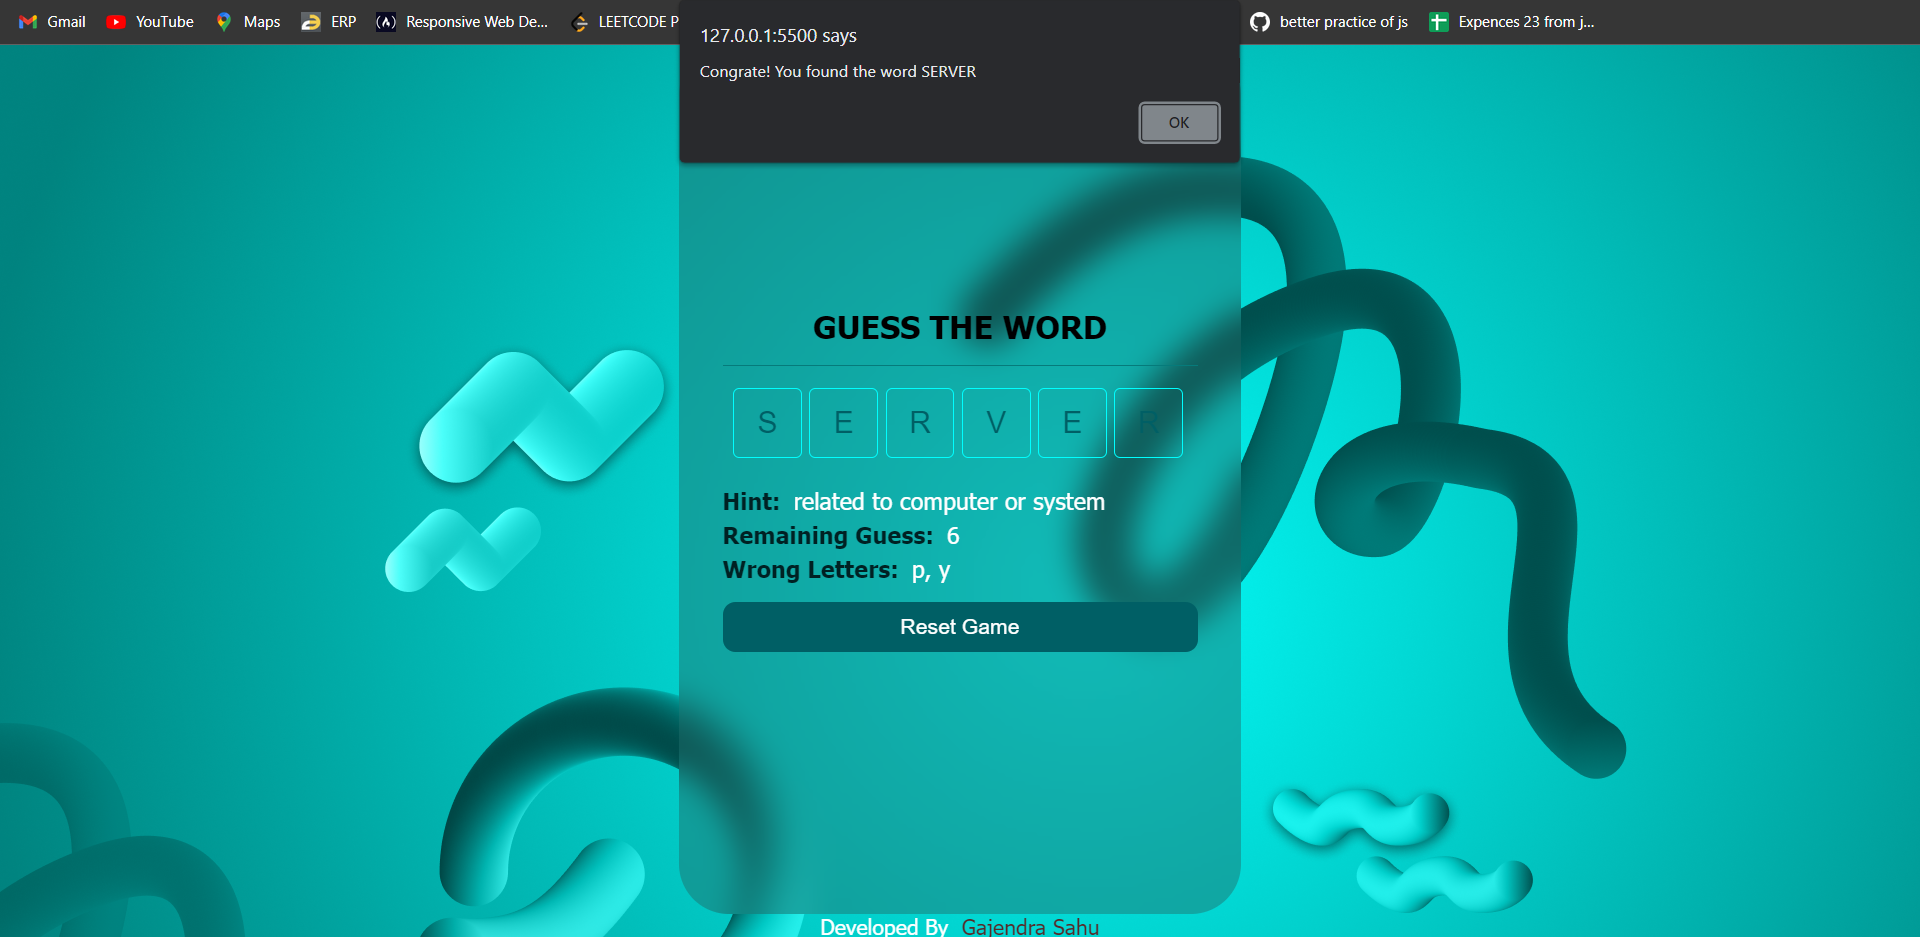 Gmail YouTube Maps ERP Responsive Web De... LEETCODE P better practice of js Expences 23 from j...
127.0.0.1:5500 says
Congrate! You found the word SERVER
OK
GUESS THE WORD
S E R V E R
Hint: related to computer or system
Remaining Guess: 6
Wrong Letters: p, y
Reset Game
Developed By Gajendra Sahu